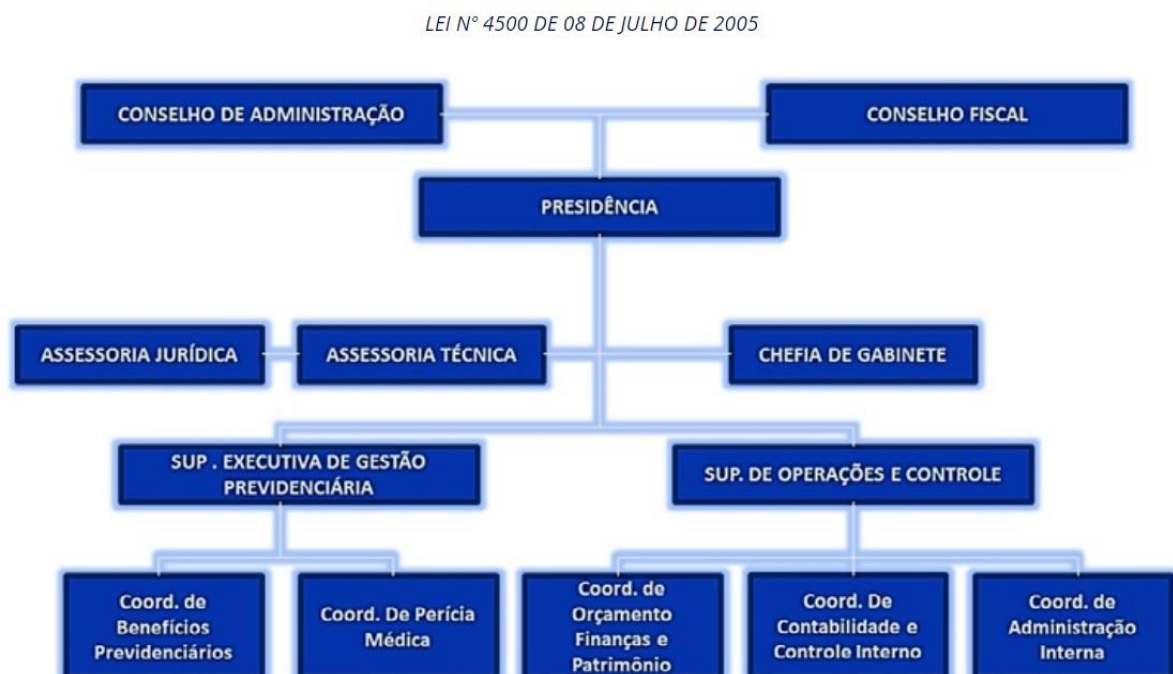 LEI N° 4500 DE 08 DE JULHO DE 2005
CONSELHO DE ADMINISTRAÇÃO
CONSELHO FISCAL
PRESIDÊNCIA
ASSESSORIA JURÍDICA
ASSESSORIA TÉCNICA
CHEFIA DE GABINETE
SUP . EXECUTIVA DE GESTÃO
PREVIDENCIÁRIA
SUP. DE OPERAÇÕES E CONTROLE
Coord. de
Benefícios
Previdenciários
Coord. De Perícia
Médica
Coord. de
Orçamento
Finanças e
Patrimônio
Coord. De
Contabilidade e
Controle Interno
Coord. de
Administração
Interna